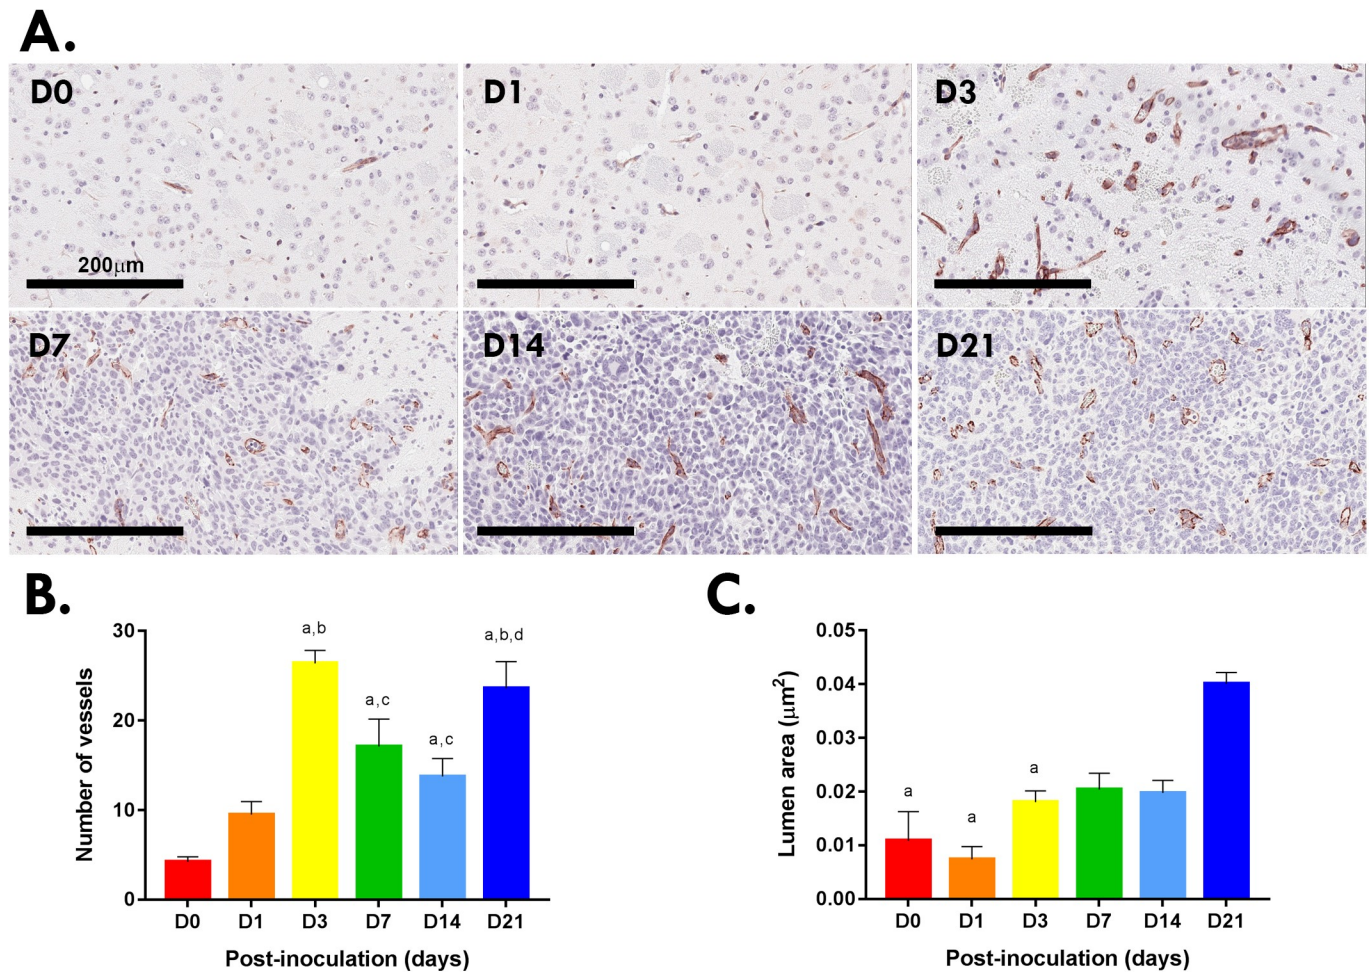 A.
D0
D1
D3
200μm
D7
D14
D21
B.
Number of vessels
30
20
10
0
a,b
a,c
a,c
a,b,d
D0 D1 D3 D7 D14 D21
Post-inoculation (days)
C.
Lumen area (μm²)
0.05
0.04
0.03
0.02
0.01
0.00
a
a
a
D0 D1 D3 D7 D14 D21
Post-inoculation (days)